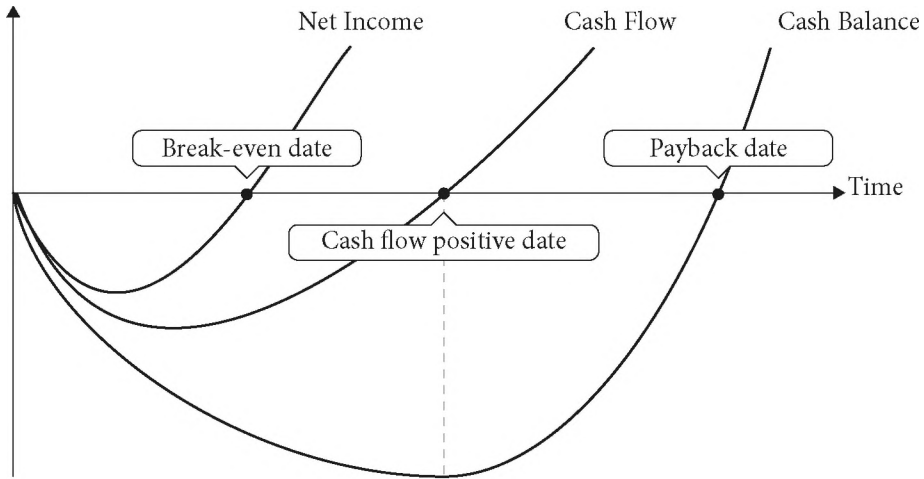 Net Income
Cash Flow
Cash Balance
Break-even date
Payback date
Time
Cash flow positive date